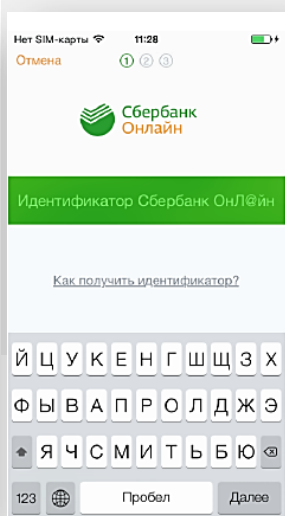 Нет SIM-карты 11:28
Отмена 1 2 3
Сбербанк
Онлайн
Идентификатор Сбербанк ОнЛ@йн
Как получить идентификатор?
Й Ц У К Е Н Г Ш Щ З Х
Ф Ы В А П Р О Л Д Ж Э
Я Ч С М И Т Ь Б Ю
123 Пробел Далее